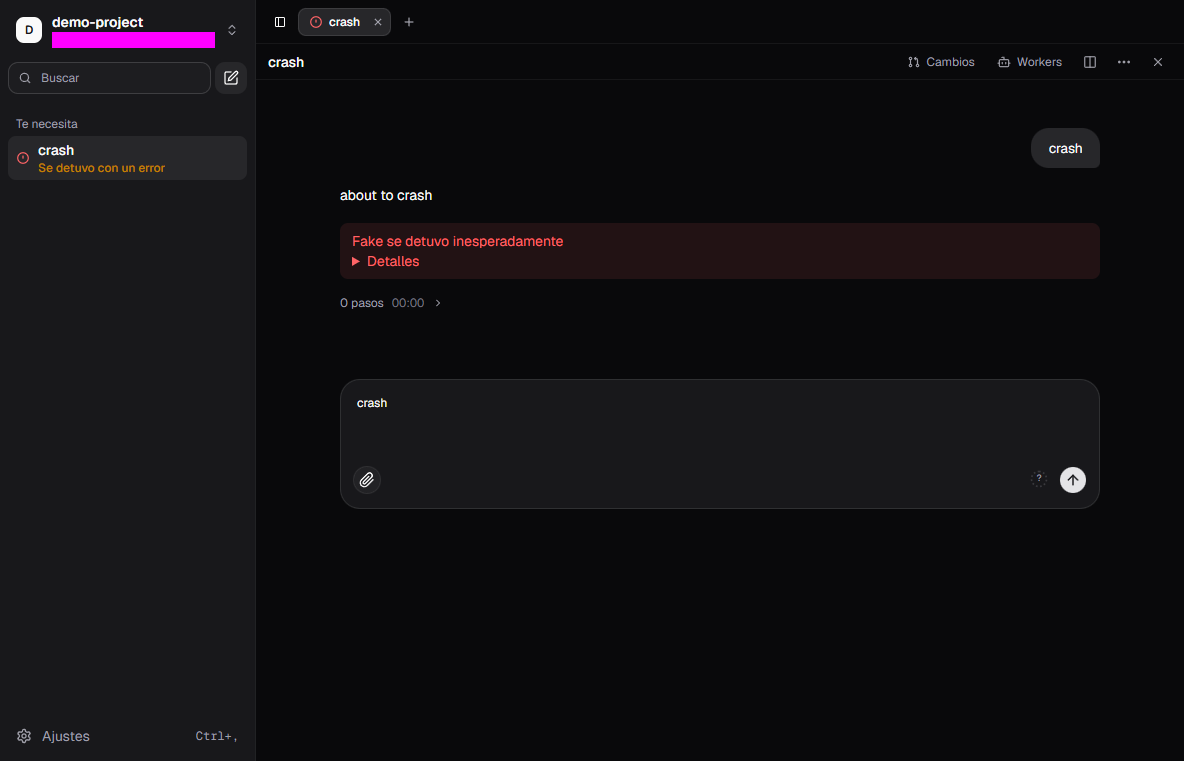 D
demo-project
Buscar
Te necesita
crash
Se detuvo con un error
Ajustes
Ctrl+,
crash
crash
Cambios
Workers
crash
about to crash
Fake se detuvo inesperadamente
Detalles
0 pasos 00:00
crash
?